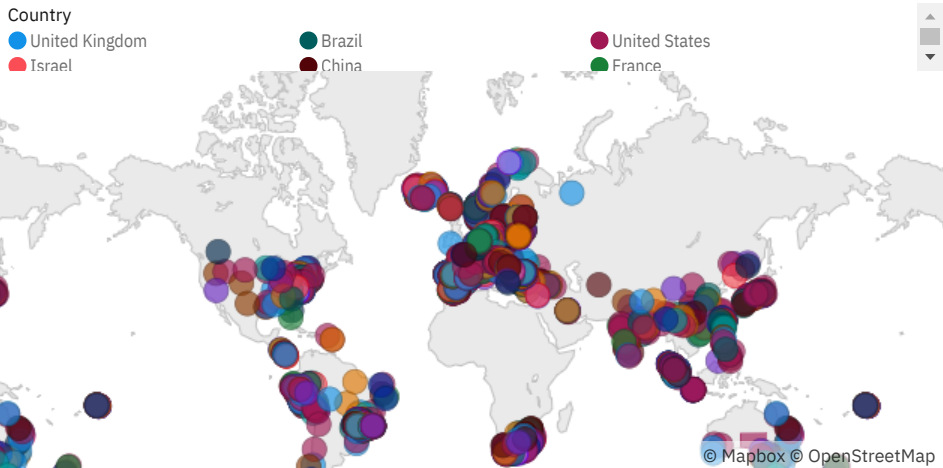 Country
United Kingdom Brazil United States
Israel China France
© Mapbox © OpenStreetMap